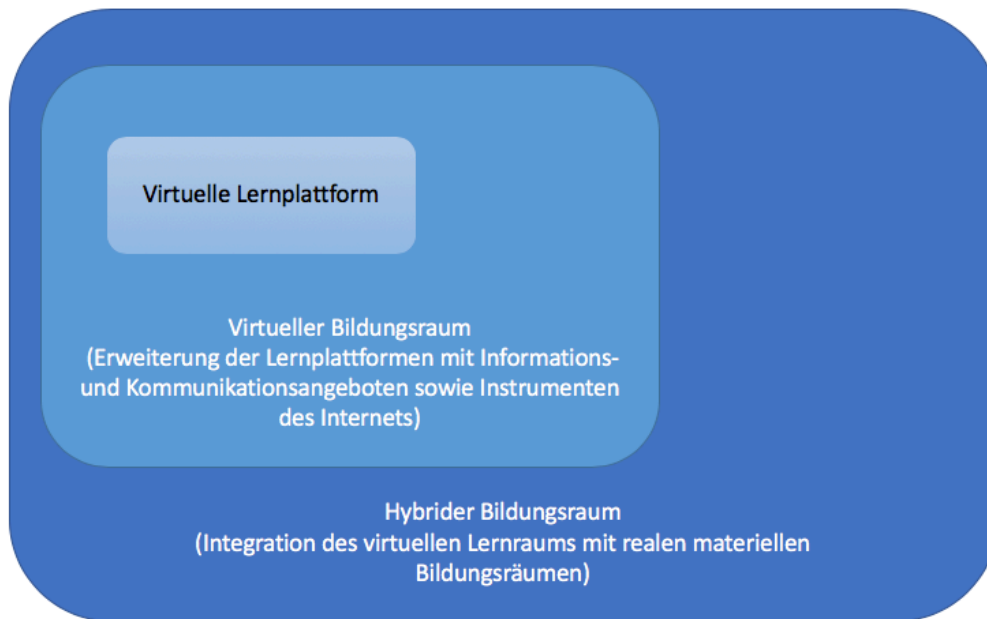 Virtuelle Lernplattform
Virtueller Bildungsraum
(Erweiterung der Lernplattformen mit Informations-
und Kommunikationsangeboten sowie Instrumenten
des Internets)
Hybrider Bildungsraum
(Integration des virtuellen Lernraums mit realen materiellen
Bildungsräumen)